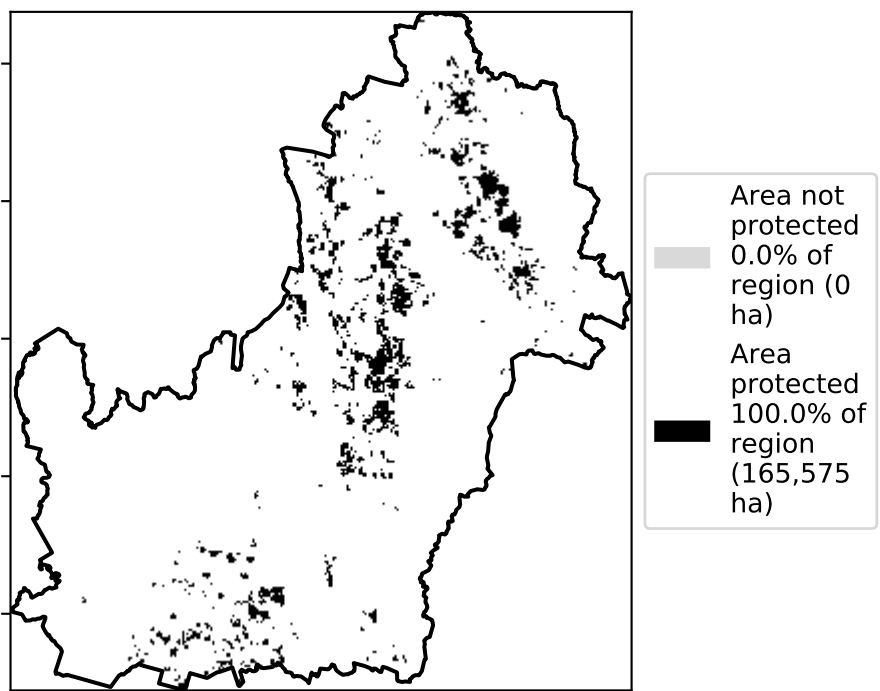 Area not
protected
0.0% of
region (0
ha)
Area
protected
100.0% of
region
(165,575
ha)